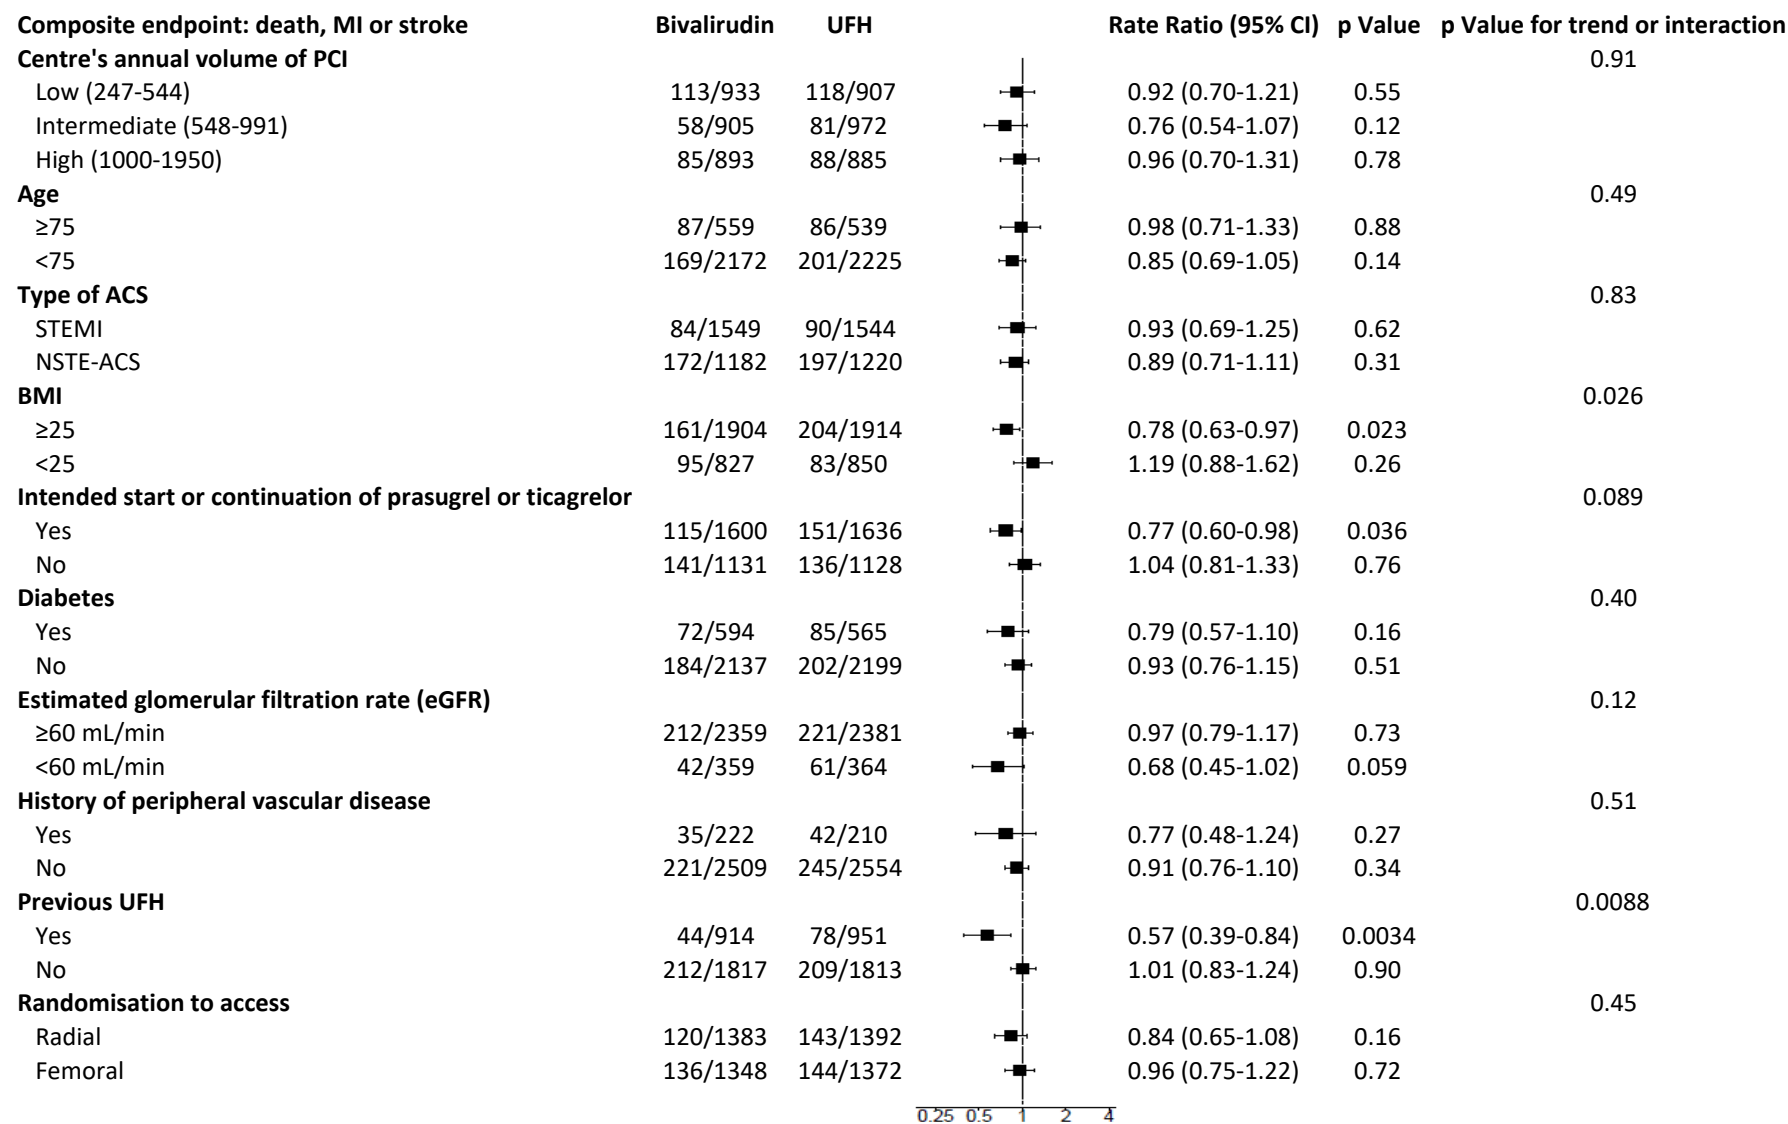 Composite endpoint: death, MI or stroke Bivalirudin UFH Rate Ratio (95% CI) p Value p Value for trend or interaction
Centre's annual volume of PCI 0.91
Low (247-544) 113/933 118/907 0.92 (0.70-1.21) 0.55
Intermediate (548-991) 58/905 81/972 0.76 (0.54-1.07) 0.12
High (1000-1950) 85/893 88/885 0.96 (0.70-1.31) 0.78
Age 0.49
≥75 87/559 86/539 0.98 (0.71-1.33) 0.88
<75 169/2172 201/2225 0.85 (0.69-1.05) 0.14
Type of ACS 0.83
STEMI 84/1549 90/1544 0.93 (0.69-1.25) 0.62
NSTE-ACS 172/1182 197/1220 0.89 (0.71-1.11) 0.31
BMI 0.026
≥25 161/1904 204/1914 0.78 (0.63-0.97) 0.023
<25 95/827 83/850 1.19 (0.88-1.62) 0.26
Intended start or continuation of prasugrel or ticagrelor 0.089
Yes 115/1600 151/1636 0.77 (0.60-0.98) 0.036
No 141/1131 136/1128 1.04 (0.81-1.33) 0.76
Diabetes 0.40
Yes 72/594 85/565 0.79 (0.57-1.10) 0.16
No 184/2137 202/2199 0.93 (0.76-1.15) 0.51
Estimated glomerular filtration rate (eGFR) 0.12
≥60 mL/min 212/2359 221/2381 0.97 (0.79-1.17) 0.73
<60 mL/min 42/359 61/364 0.68 (0.45-1.02) 0.059
History of peripheral vascular disease 0.51
Yes 35/222 42/210 0.77 (0.48-1.24) 0.27
No 221/2509 245/2554 0.91 (0.76-1.10) 0.34
Previous UFH 0.0088
Yes 44/914 78/951 0.57 (0.39-0.84) 0.0034
No 212/1817 209/1813 1.01 (0.83-1.24) 0.90
Randomisation to access 0.45
Radial 120/1383 143/1392 0.84 (0.65-1.08) 0.16
Femoral 136/1348 144/1372 0.96 (0.75-1.22) 0.72
0.25 0.5 1 2 4